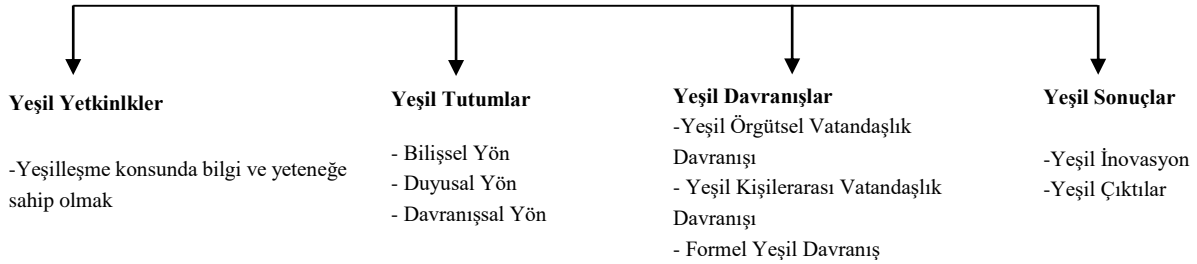 Yeşil Yetkinlkler
-Yeşilleşme konsunda bilgi ve yeteneğe
sahip olmak
Yeşil Tutumlar
- Bilişsel Yön
- Duyusal Yön
- Davranışsal Yön
Yeşil Davranışlar
-Yeşil Örgütsel Vatandaşlık
Davranışı
- Yeşil Kişilerarası Vatandaşlık
Davranışı
- Formel Yeşil Davranış
Yeşil Sonuçlar
-Yeşil İnovasyon
-Yeşil Çıktılar